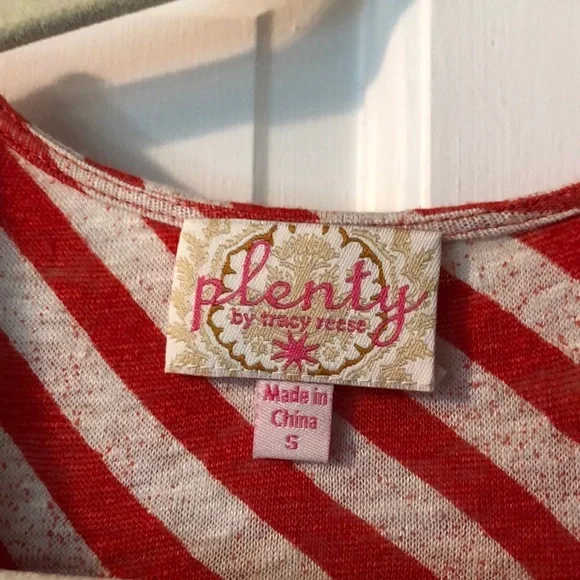 plenty
by tracy reese
Made in
China
S